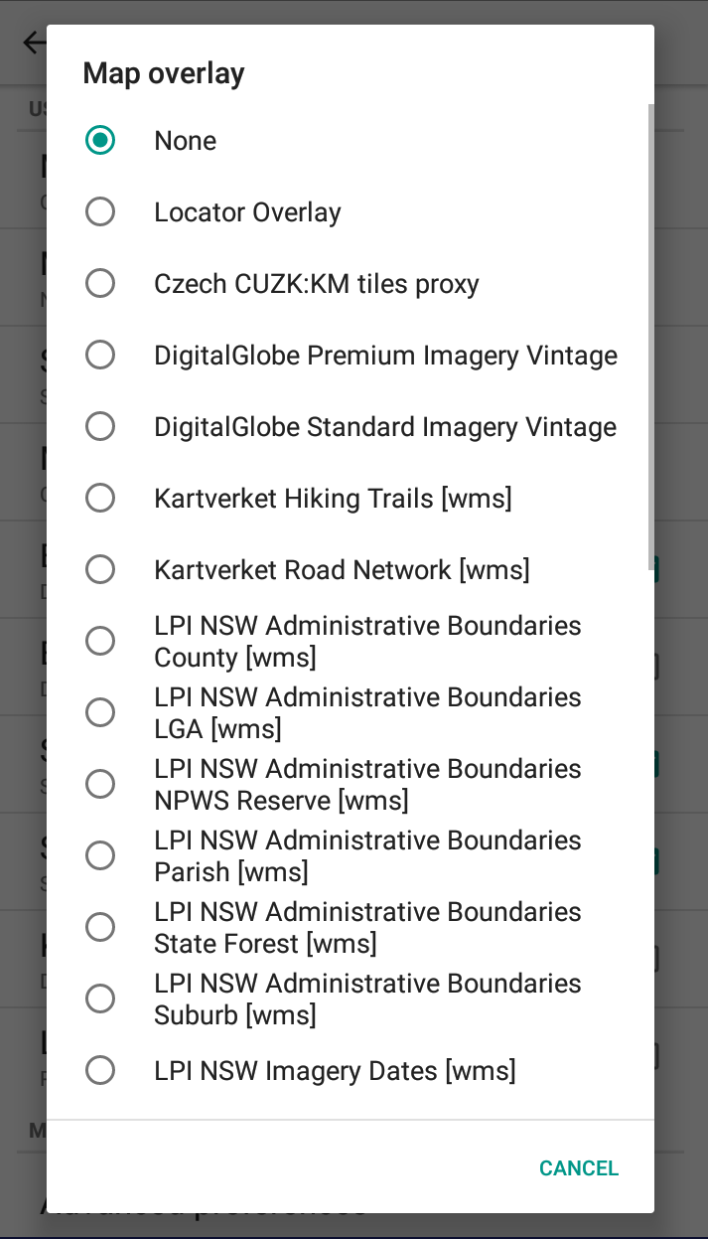 Map overlay
None
Locator Overlay
Czech CUZK:KM tiles proxy
DigitalGlobe Premium Imagery Vintage
DigitalGlobe Standard Imagery Vintage
Kartverket Hiking Trails [wms]
Kartverket Road Network [wms]
LPI NSW Administrative Boundaries
County [wms]
LPI NSW Administrative Boundaries
LGA [wms]
LPI NSW Administrative Boundaries
NPWS Reserve [wms]
LPI NSW Administrative Boundaries
Parish [wms]
LPI NSW Administrative Boundaries
State Forest [wms]
LPI NSW Administrative Boundaries
Suburb [wms]
LPI NSW Imagery Dates [wms]
CANCEL